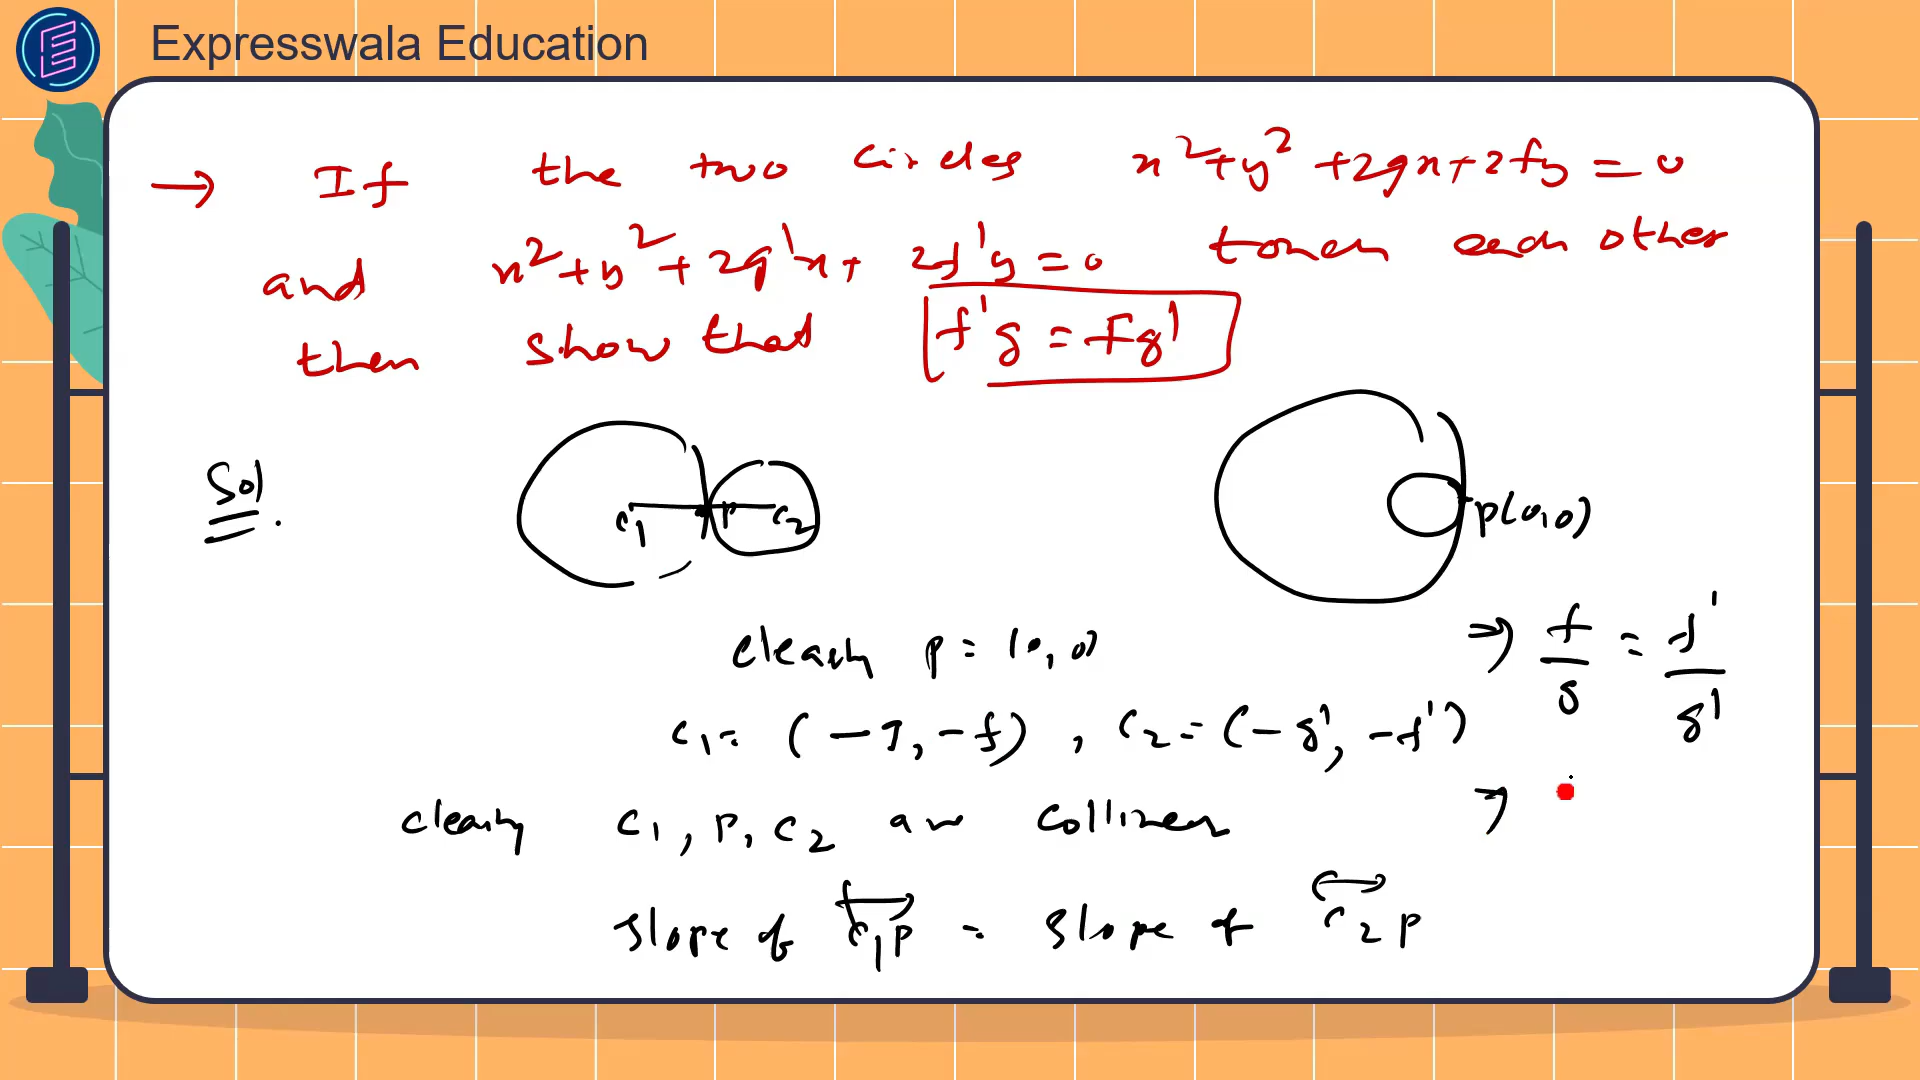 Expresswala Education
→ If the two circles x²+y²+2gx+2fy=0
and x²+y²+2g'x+2f'y=0 touch each other
then show that f'g = fg'
Sol.
C1 P C2
P(0,0)
clearly P = (0,0)
C1 = (-g, -f), C2 = (-g', -f')
clearly C1, P, C2 are collinear
slope of C1P = slope of C2P
⇒ f/g = f'/g'
⇒